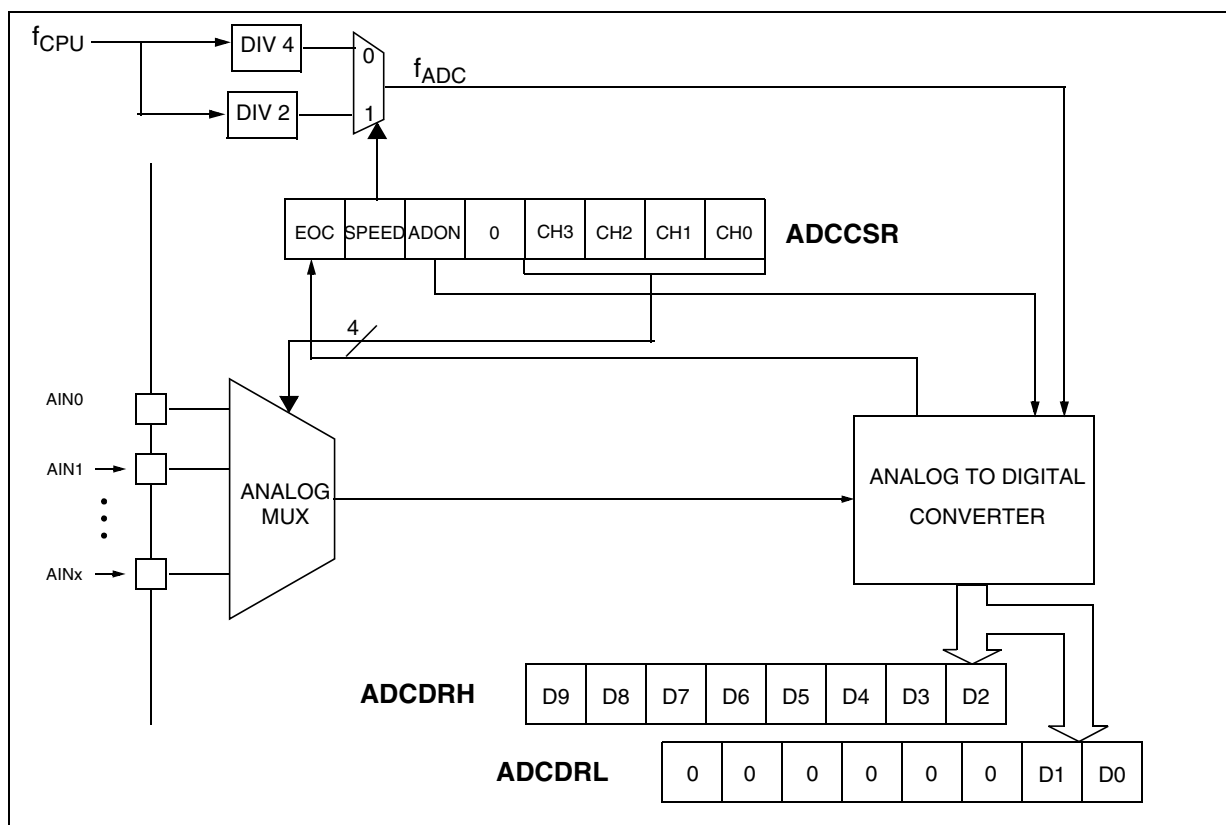 fCPU
DIV 4
0
fADC
DIV 2
1
EOC SPEED ADON 0 CH3 CH2 CH1 CH0 ADCCSR
4
AIN0
AIN1
AINx
ANALOG
MUX
ANALOG TO DIGITAL
CONVERTER
ADCDRH D9 D8 D7 D6 D5 D4 D3 D2
ADCDRL 0 0 0 0 0 0 D1 D0